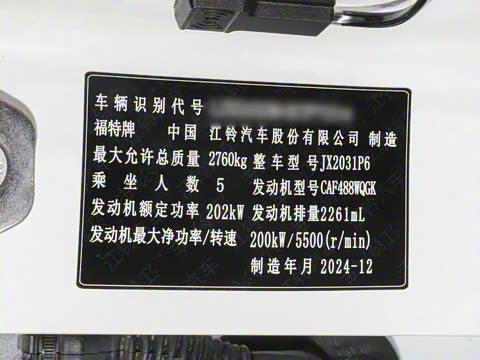 车辆识别代号
福特牌 中国 江铃汽车股份有限公司 制造
最大允许总质量 2760kg 整车型号JX2031P6
乘坐人数 5 发动机型号CAF488WQGK
发动机额定功率 202kW 发动机排量2261mL
发动机最大净功率/转速 200kW/5500(r/min)
制造年月 2024-12